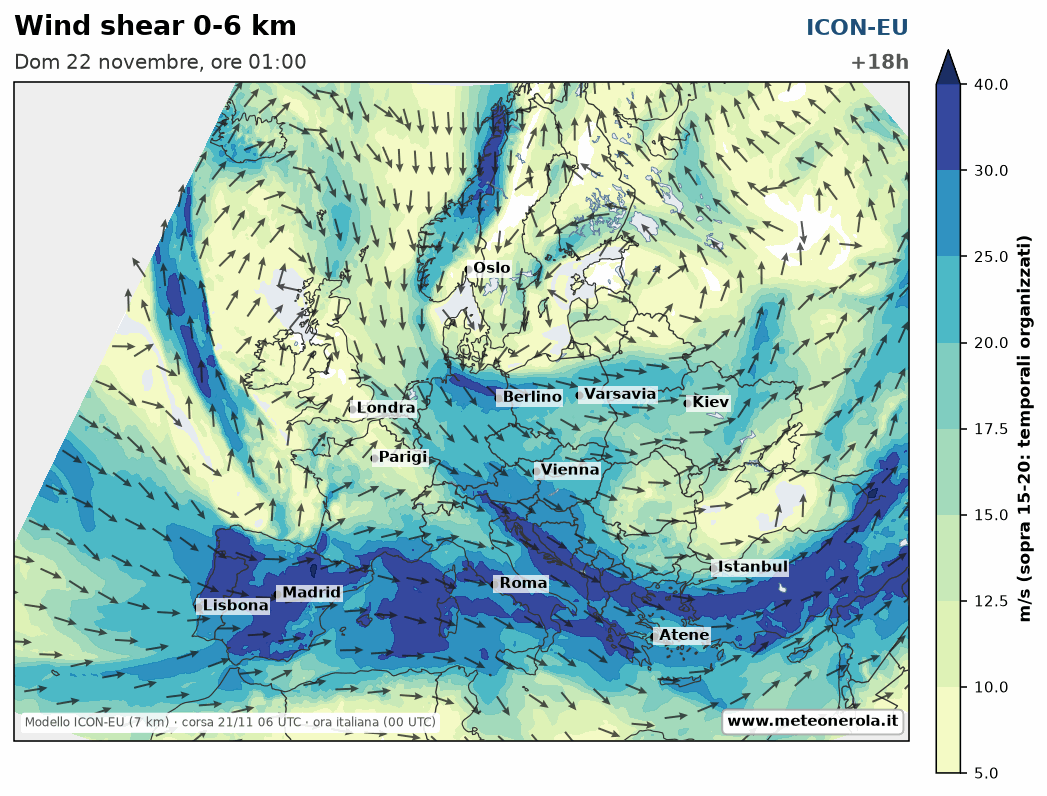 Wind shear 0-6 km
ICON-EU
Dom 22 novembre, ore 01:00
+18h
40.0
30.0
25.0
20.0
17.5
15.0
12.5
10.0
5.0
m/s (sopra 15-20: temporali organizzati)
Oslo
Berlino
Varsavia
Kiev
Londra
Parigi
Vienna
Istanbul
Roma
Madrid
Lisbona
Atene
Modello ICON-EU (7 km) · corsa 21/11 06 UTC · ora italiana (00 UTC)
www.meteonerola.it